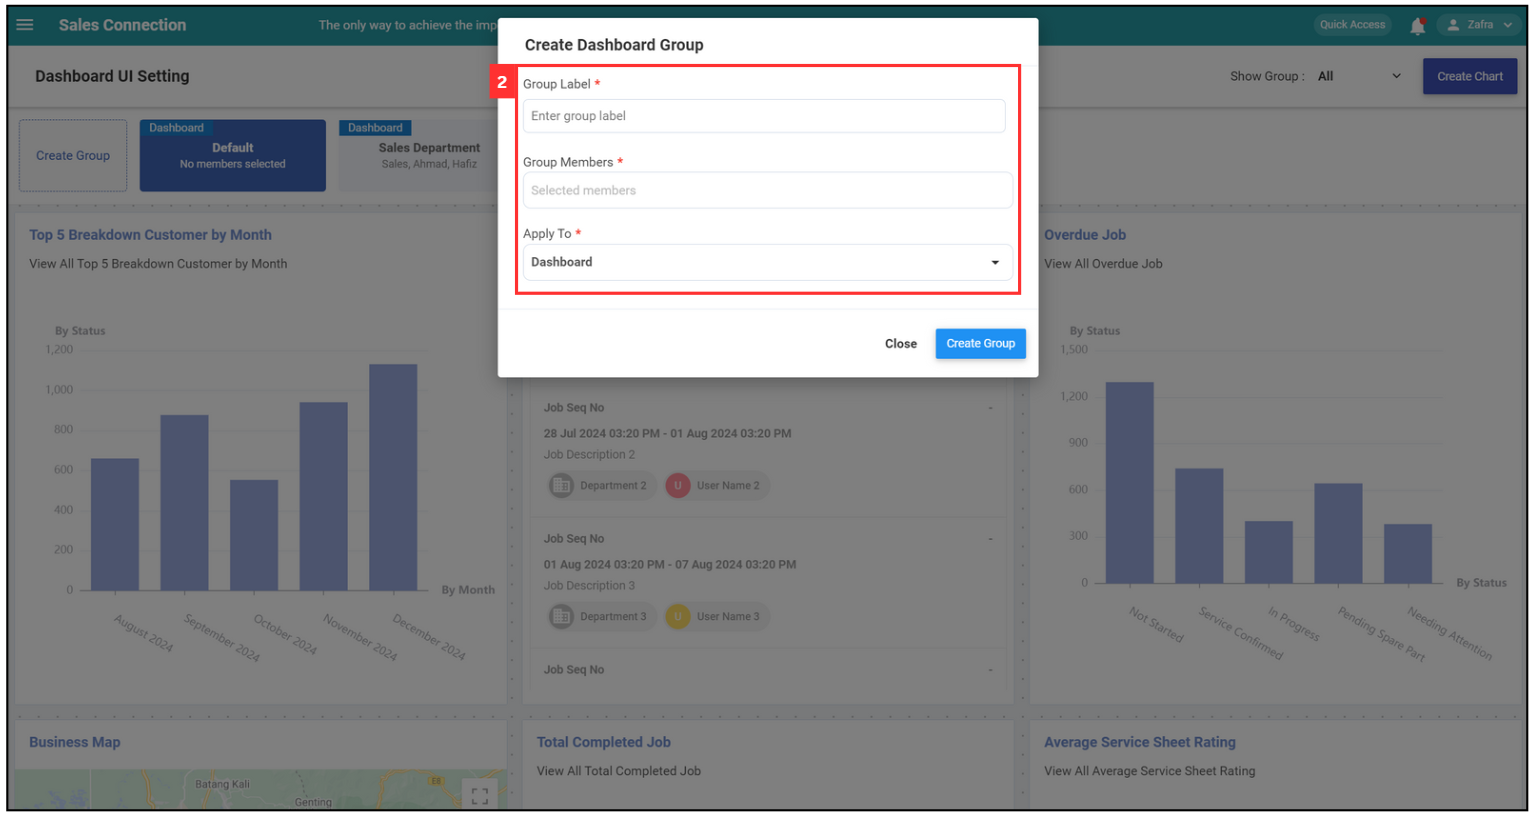 Sales Connection
The only way to achieve the imp
Quick Access
Zafra
Dashboard UI Setting
Show Group : All
Create Chart
Create Group
Dashboard
Default
No members selected
Dashboard
Sales Department
Sales, Ahmad, Hafiz
Create Dashboard Group
2
Group Label *
Enter group label
Group Members *
Selected members
Apply To *
Dashboard
Close
Create Group
Top 5 Breakdown Customer by Month
View All Top 5 Breakdown Customer by Month
By Status
1,200
1,000
800
600
400
200
0
By Month
August 2024
September 2024
October 2024
November 2024
December 2024
Job Seq No
-
28 Jul 2024 03:20 PM - 01 Aug 2024 03:20 PM
Job Description 2
Department 2
U
User Name 2
Job Seq No
-
01 Aug 2024 03:20 PM - 07 Aug 2024 03:20 PM
Job Description 3
Department 3
U
User Name 3
Job Seq No
-
Overdue Job
View All Overdue Job
By Status
1,500
1,200
900
600
300
0
By Status
Not Started
Service Confirmed
In Progress
Pending Spare Part
Needing Attention
Business Map
Batang Kali
Genting
E8
Total Completed Job
View All Total Completed Job
Average Service Sheet Rating
View All Average Service Sheet Rating